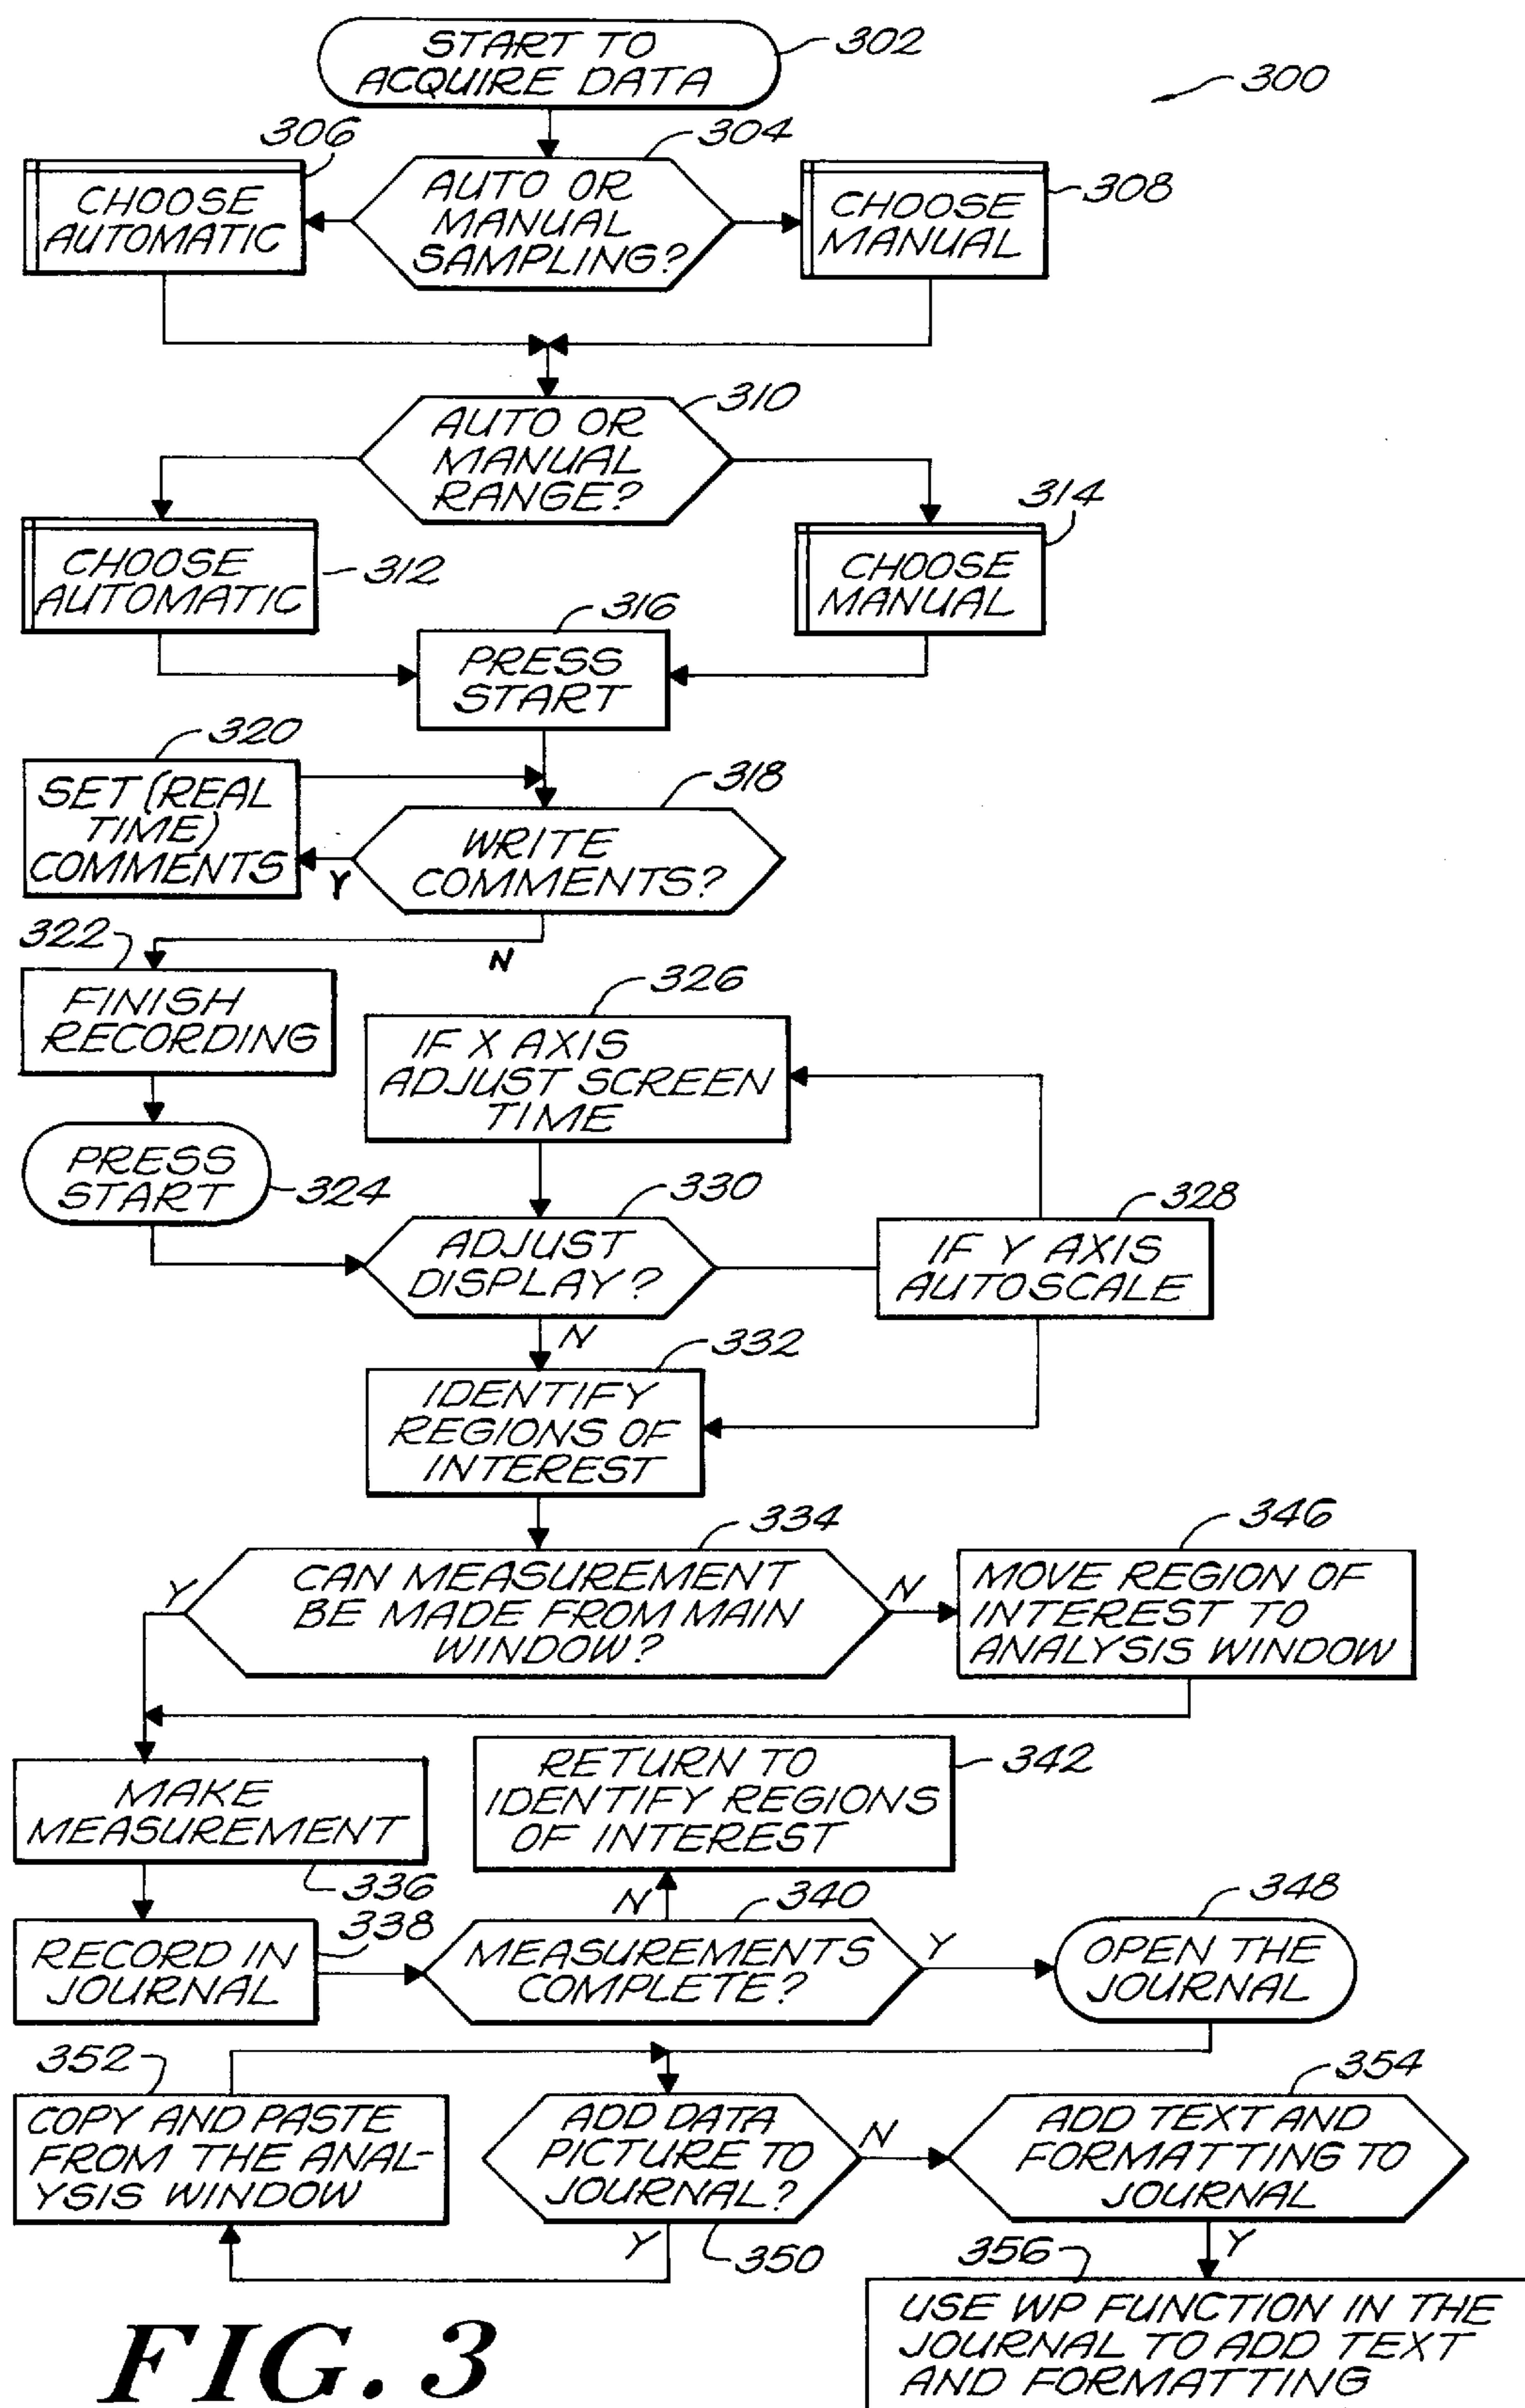 START TO
ACQUIRE DATA
302
300
306
304
CHOOSE
AUTOMATIC
AUTO OR
MANUAL
SAMPLING?
CHOOSE
MANUAL
308
310
AUTO OR
MANUAL
RANGE?
314
CHOOSE
AUTOMATIC
312
CHOOSE
MANUAL
316
PRESS
START
320
SET (REAL
TIME)
COMMENTS
318
WRITE
COMMENTS?
Y
N
322
FINISH
RECORDING
326
IF X AXIS
ADJUST SCREEN
TIME
PRESS
START
324
330
ADJUST
DISPLAY?
328
IF Y AXIS
AUTOSCALE
N
332
IDENTIFY
REGIONS OF
INTEREST
334
346
Y
CAN MEASUREMENT
BE MADE FROM MAIN
WINDOW?
N
MOVE REGION OF
INTEREST TO
ANALYSIS WINDOW
MAKE
MEASUREMENT
336
RETURN TO
IDENTIFY REGIONS
OF INTEREST
342
N
340
348
RECORD IN
JOURNAL
338
MEASUREMENTS
COMPLETE?
Y
OPEN THE
JOURNAL
352
354
COPY AND PASTE
FROM THE ANAL-
YSIS WINDOW
ADD DATA
PICTURE TO
JOURNAL?
N
ADD TEXT AND
FORMATTING TO
JOURNAL
Y
350
356
Y
USE WP FUNCTION IN THE
JOURNAL TO ADD TEXT
AND FORMATTING
FIG. 3